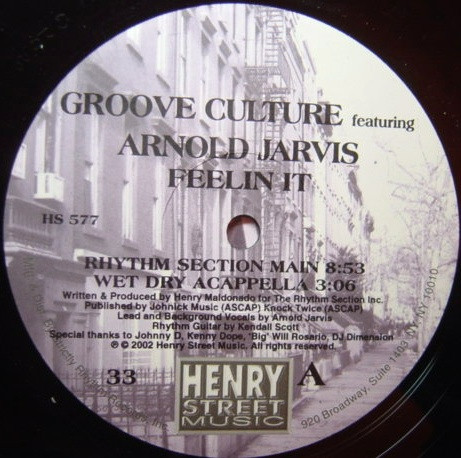 GROOVE CULTURE featuring
ARNOLD JARVIS
FEELIN IT
HS 577
RHYTHM SECTION MAIN 8:53
WET DRY ACAPPELLA 3:06
Written & Produced by Henry Maldonado for The Rhythm Section Inc.
Published by Johnick Music (ASCAP) Knock Twice (ASCAP)
Lead and Background Vocals by Arnold Jarvis
Rhythm Guitar by Kendall Scott
Special thanks to Johnny D, Kenny Dope, 'Big' Will Rosario, DJ Dimension
℗ © 2002 Henry Street Music. All rights reserved.
33
A
HENRY
STREET
MUSIC
920 Broadway, Suite 1403 NY, NY 10010